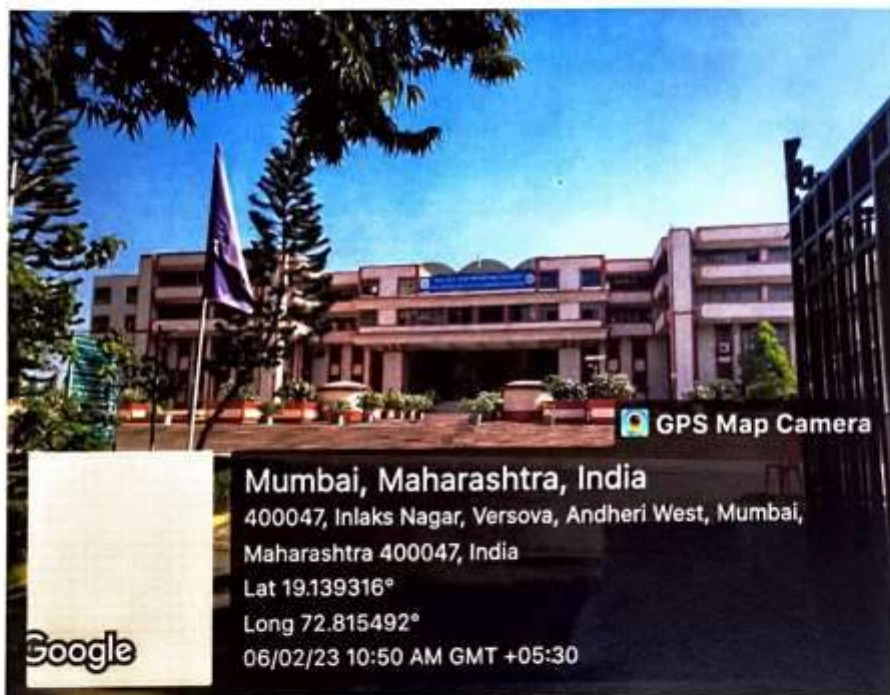 GPS Map Camera
Mumbai, Maharashtra, India
400047, Inlaks Nagar, Versova, Andheri West, Mumbai,
Maharashtra 400047, India
Lat 19.139316°
Long 72.815492°
06/02/23 10:50 AM GMT +05:30
Google